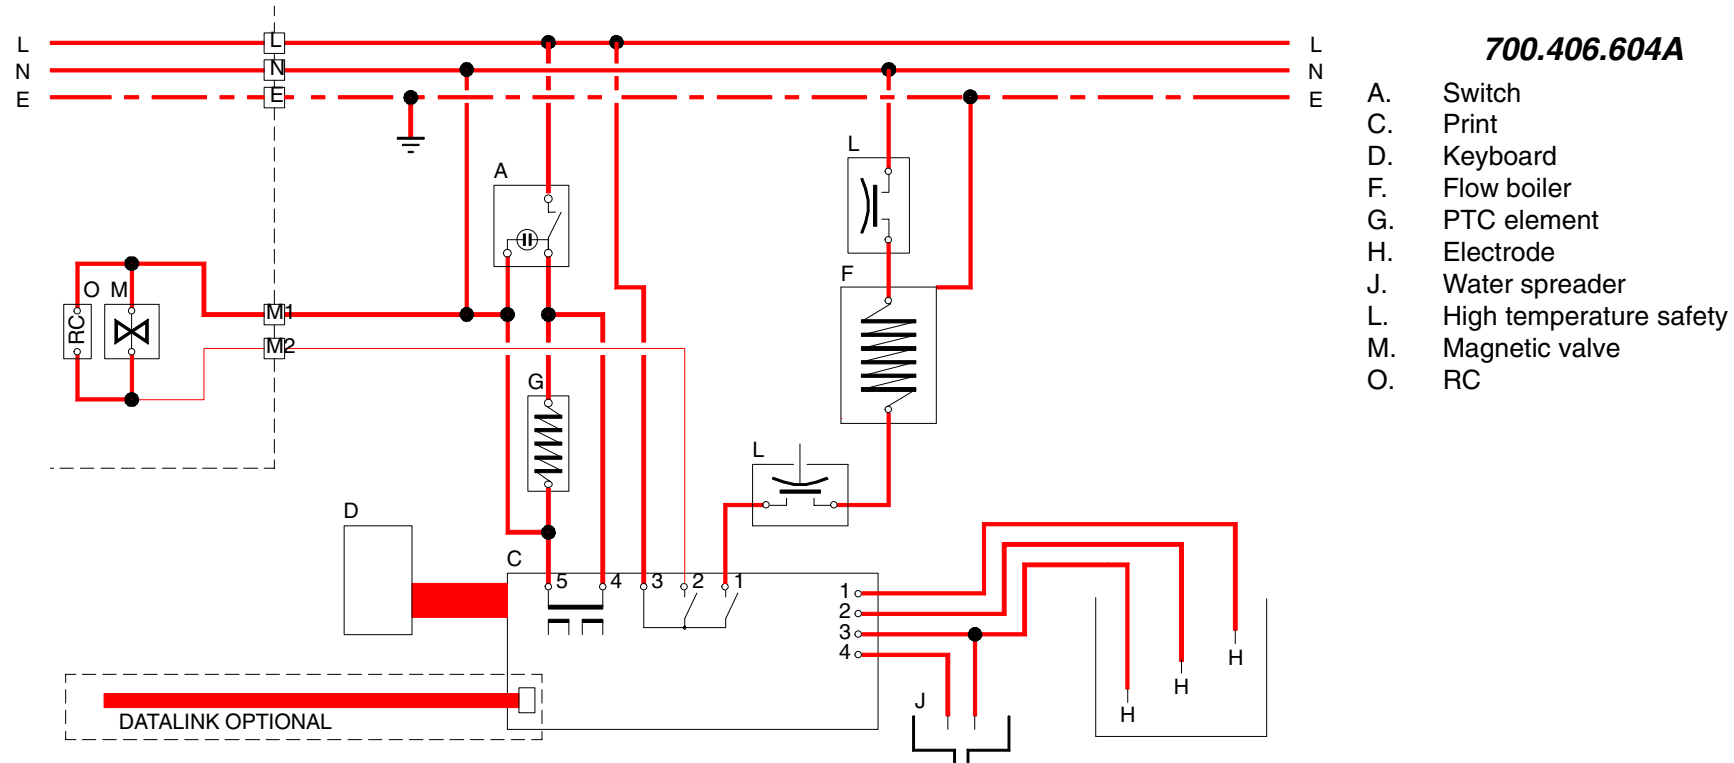 700.406.604A
L L L
N N N
E E E
A. Switch
C. Print
D. Keyboard
F. Flow boiler
G. PTC element
H. Electrode
J. Water spreader
L. High temperature safety
M. Magnetic valve
O. RC
L
A
F
O M
RC
M1
M2
G
L
D
C
5 4 3 2 1
1
2
3
4
H
H
H
J
DATALINK OPTIONAL